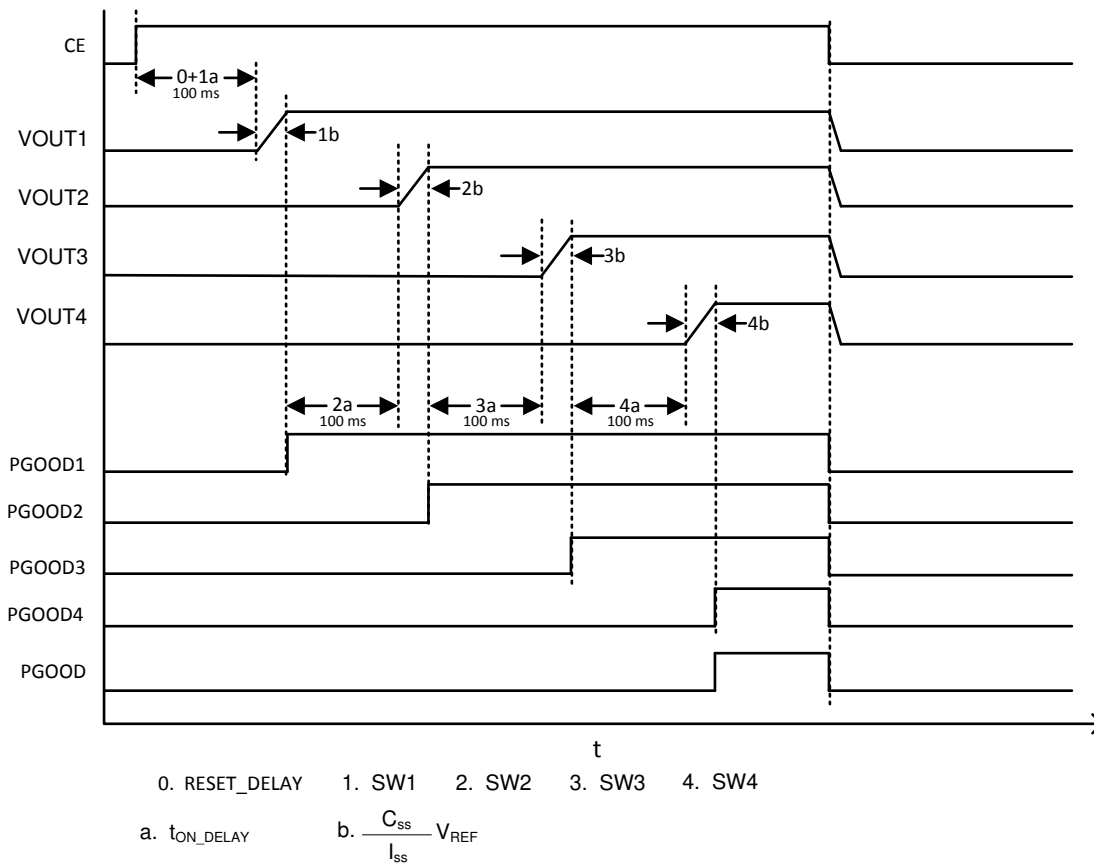 CE
0+1a
100 ms
VOUT1
1b
VOUT2
2b
VOUT3
3b
VOUT4
4b
2a
100 ms
3a
100 ms
4a
100 ms
PGOOD1
PGOOD2
PGOOD3
PGOOD4
PGOOD
t
0. RESET_DELAY 1. SW1 2. SW2 3. SW3 4. SW4
a. tON_DELAY b. Css
Iss
VREF